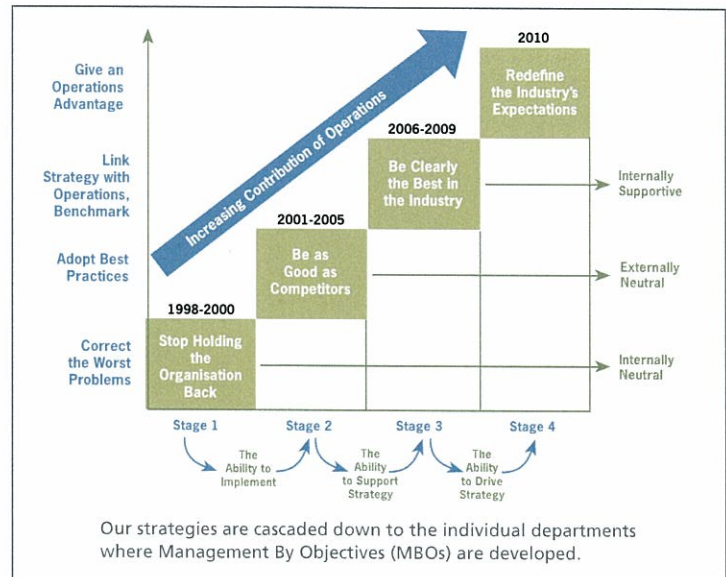 2010
Give an
Operations
Advantage
Redefine
the Industry's
Expectations
Increasing Contribution of Operations
2006-2009
Link
Strategy with
Operations,
Benchmark
Be Clearly
the Best in
the Industry
Internally
Supportive
2001-2005
Adopt Best
Practices
Be as
Good as
Competitors
Externally
Neutral
1998-2000
Correct
the Worst
Problems
Stop Holding
the
Organisation
Back
Internally
Neutral
Stage 1
Stage 2
Stage 3
Stage 4
The
Ability to
Implement
The
Ability
to Support
Strategy
The
Ability
to Drive
Strategy
Our strategies are cascaded down to the individual departments
where Management By Objectives (MBOs) are developed.